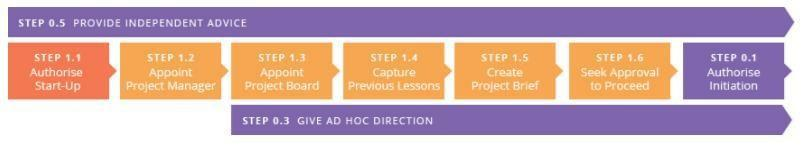 STEP 0.5 PROVIDE INDEPENDENT ADVICE
STEP 1.1
Authorise
Start-Up
STEP 1.2
Appoint
Project Manager
STEP 1.3
Appoint
Project Board
STEP 1.4
Capture
Previous Lessons
STEP 1.5
Create
Project Brief
STEP 1.6
Seek Approval
to Proceed
STEP 0.1
Authorise
Initiation
STEP 0.3 GIVE AD HOC DIRECTION